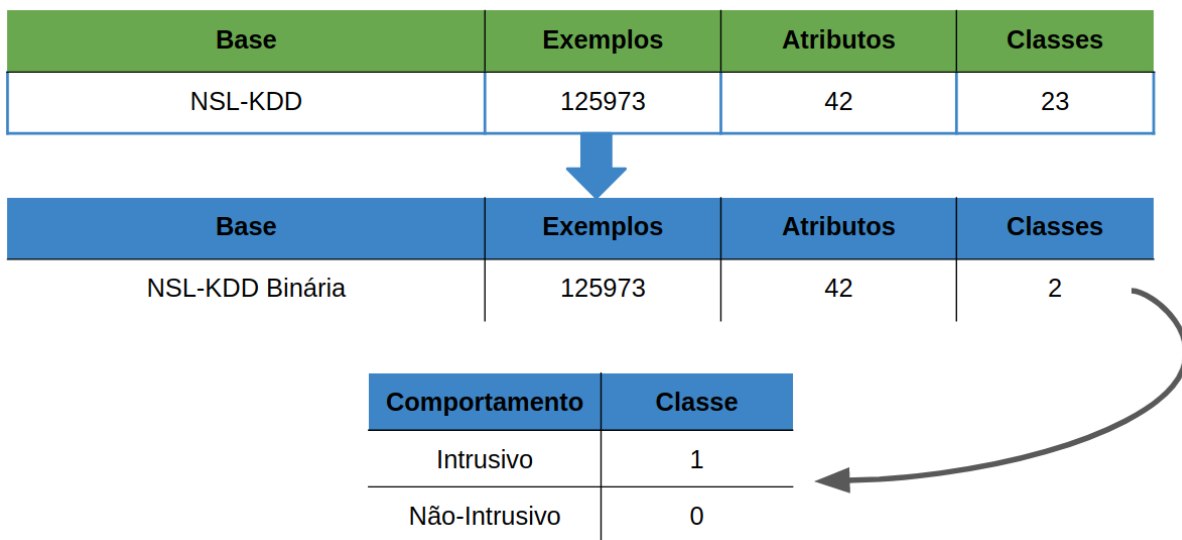 Base Exemplos Atributos Classes
NSL-KDD 125973 42 23
Base Exemplos Atributos Classes
NSL-KDD Binária 125973 42 2
Comportamento Classe
Intrusivo 1
Não-Intrusivo 0